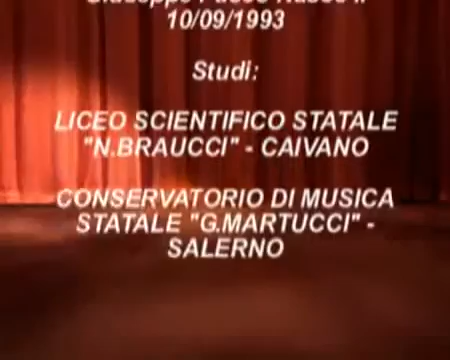 10/09/1993
Studi:
LICEO SCIENTIFICO STATALE
"N.BRAUCCI" - CAIVANO
CONSERVATORIO DI MUSICA
STATALE "G.MARTUCCI" -
SALERNO